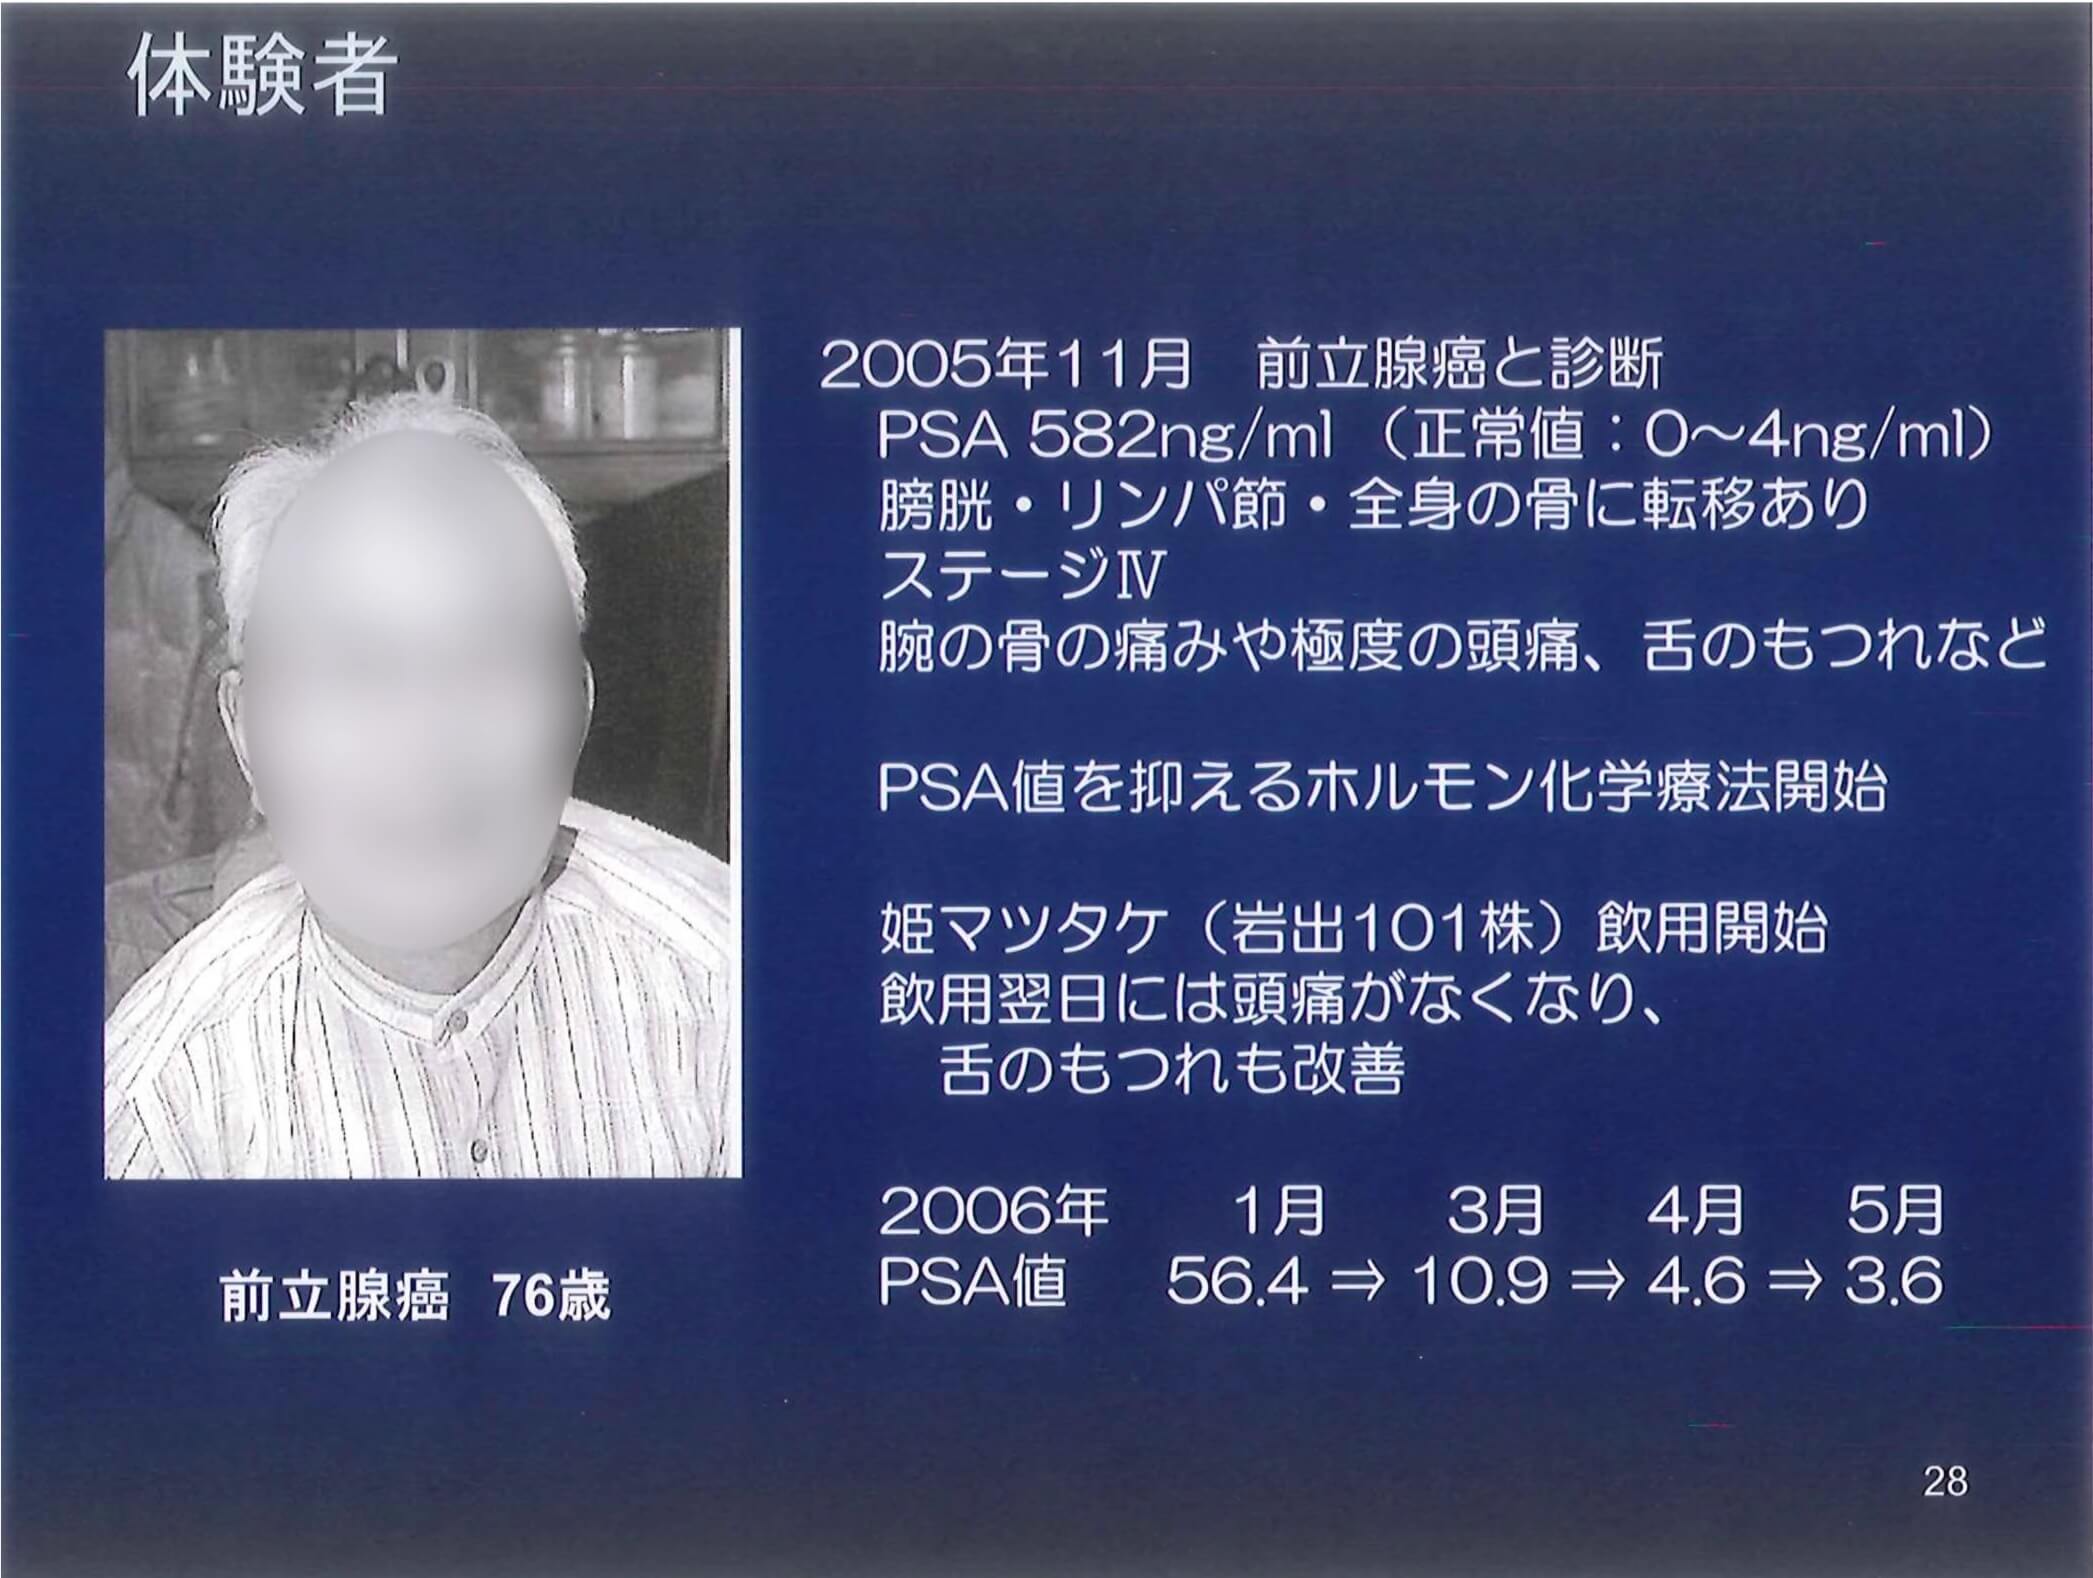 体験者
2005年11月　前立腺癌と診断
PSA 582ng/ml （正常値：0～4ng/ml）
膀胱・リンパ節・全身の骨に転移あり
ステージⅣ
腕の骨の痛みや極度の頭痛、舌のもつれなど
PSA値を抑えるホルモン化学療法開始
姫マツタケ（岩出101株）飲用開始
飲用翌日には頭痛がなくなり、
舌のもつれも改善
2006年　1月　3月　4月　5月
PSA値　56.4 ⇒ 10.9 ⇒ 4.6 ⇒ 3.6
前立腺癌　76歳
28